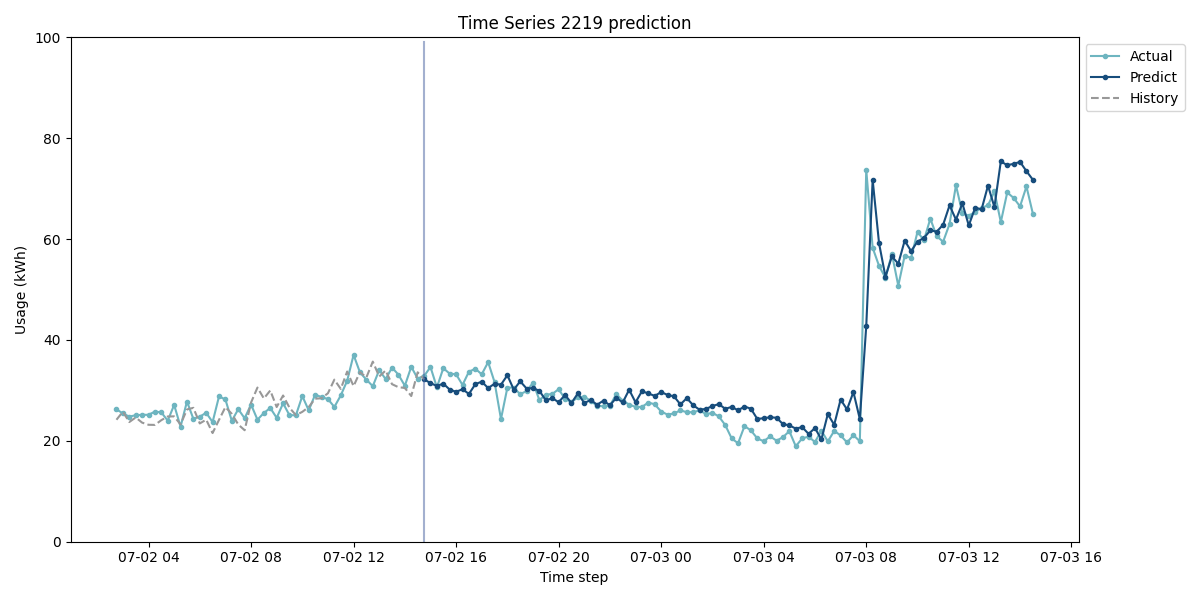 Time Series 2219 prediction
100
80
60
40
20
0
Usage (kWh)
07-02 04
07-02 08
07-02 12
07-02 16
07-02 20
07-03 00
07-03 04
07-03 08
07-03 12
07-03 16
Time step
Actual
Predict
History